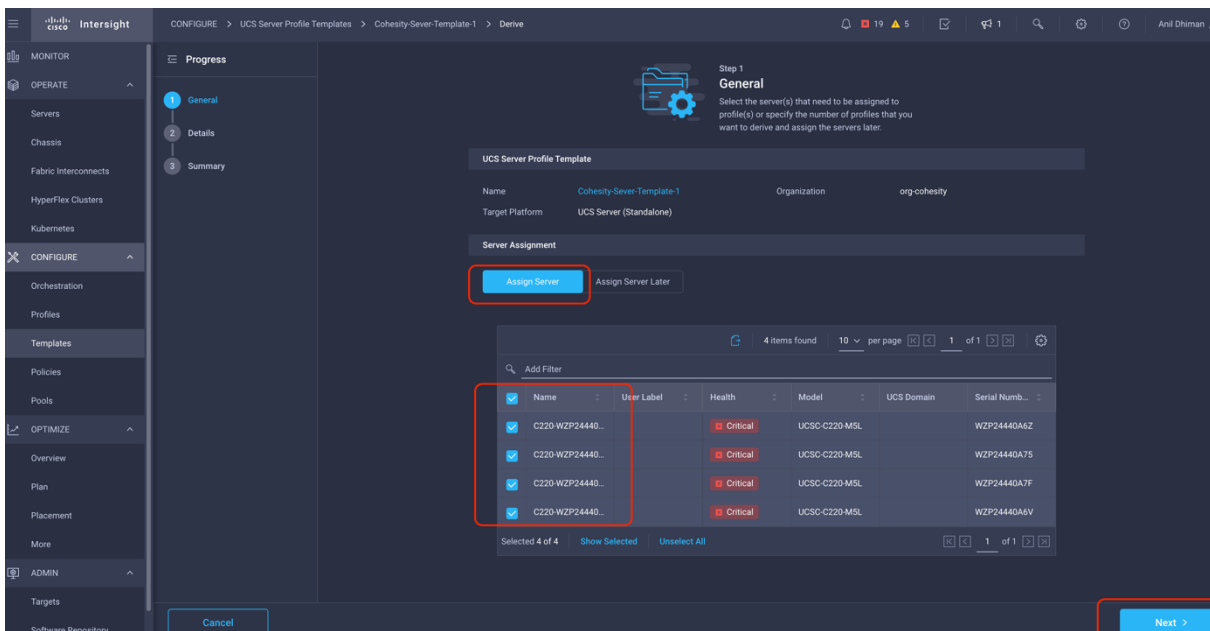 cisco Intersight
CONFIGURE > UCS Server Profile Templates > Cohesity-Sever-Template-1 > Derive
19 5
1
Anil Dhiman
MONITOR
OPERATE
Servers
Chassis
Fabric Interconnects
HyperFlex Clusters
Kubernetes
CONFIGURE
Orchestration
Profiles
Templates
Policies
Pools
OPTIMIZE
Overview
Plan
Placement
More
ADMIN
Targets
Software Repository
Progress
1 General
2 Details
3 Summary
Step 1
General
Select the server(s) that need to be assigned to
profile(s) or specify the number of profiles that you
want to derive and assign the servers later.
UCS Server Profile Template
Name Cohesity-Sever-Template-1 Organization org-cohesity
Target Platform UCS Server (Standalone)
Server Assignment
Assign Server Assign Server Later
4 items found 10 per page 1 of 1
Add Filter
Name User Label Health Model UCS Domain Serial Numb...
C220-WZP24440... Critical UCSC-C220-M5L WZP24440A6Z
C220-WZP24440... Critical UCSC-C220-M5L WZP24440A75
C220-WZP24440... Critical UCSC-C220-M5L WZP24440A7F
C220-WZP24440... Critical UCSC-C220-M5L WZP24440A6V
Selected 4 of 4 Show Selected Unselect All 1 of 1
Cancel Next >